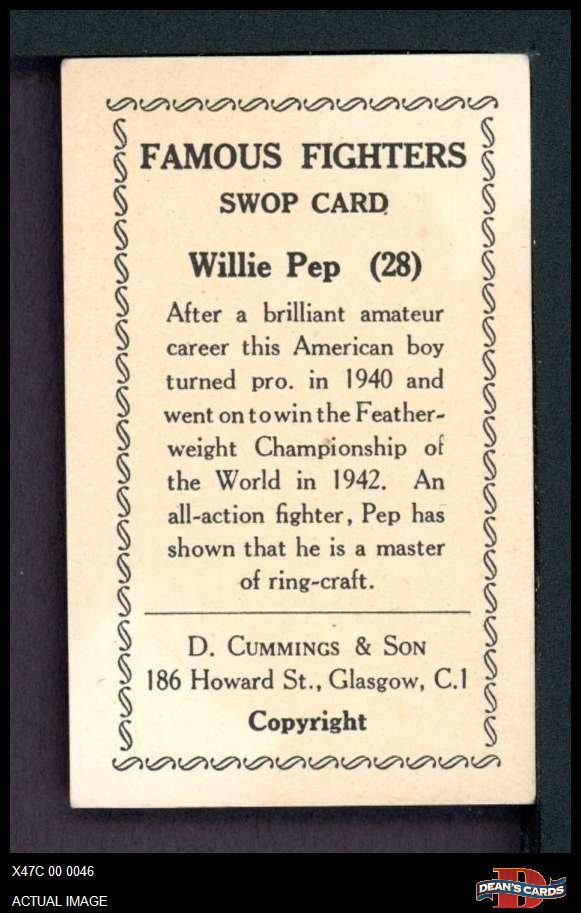 FAMOUS FIGHTERS
SWOP CARD
Willie Pep (28)
After a brilliant amateur
career this American boy
turned pro. in 1940 and
went on to win the Feather-
weight Championship of
the World in 1942. An
all-action fighter, Pep has
shown that he is a master
of ring-craft.
D. CUMMINGS & SON
186 Howard St., Glasgow, C.1
Copyright
X47C 00 0046
ACTUAL IMAGE
D
DEAN'S CARDS